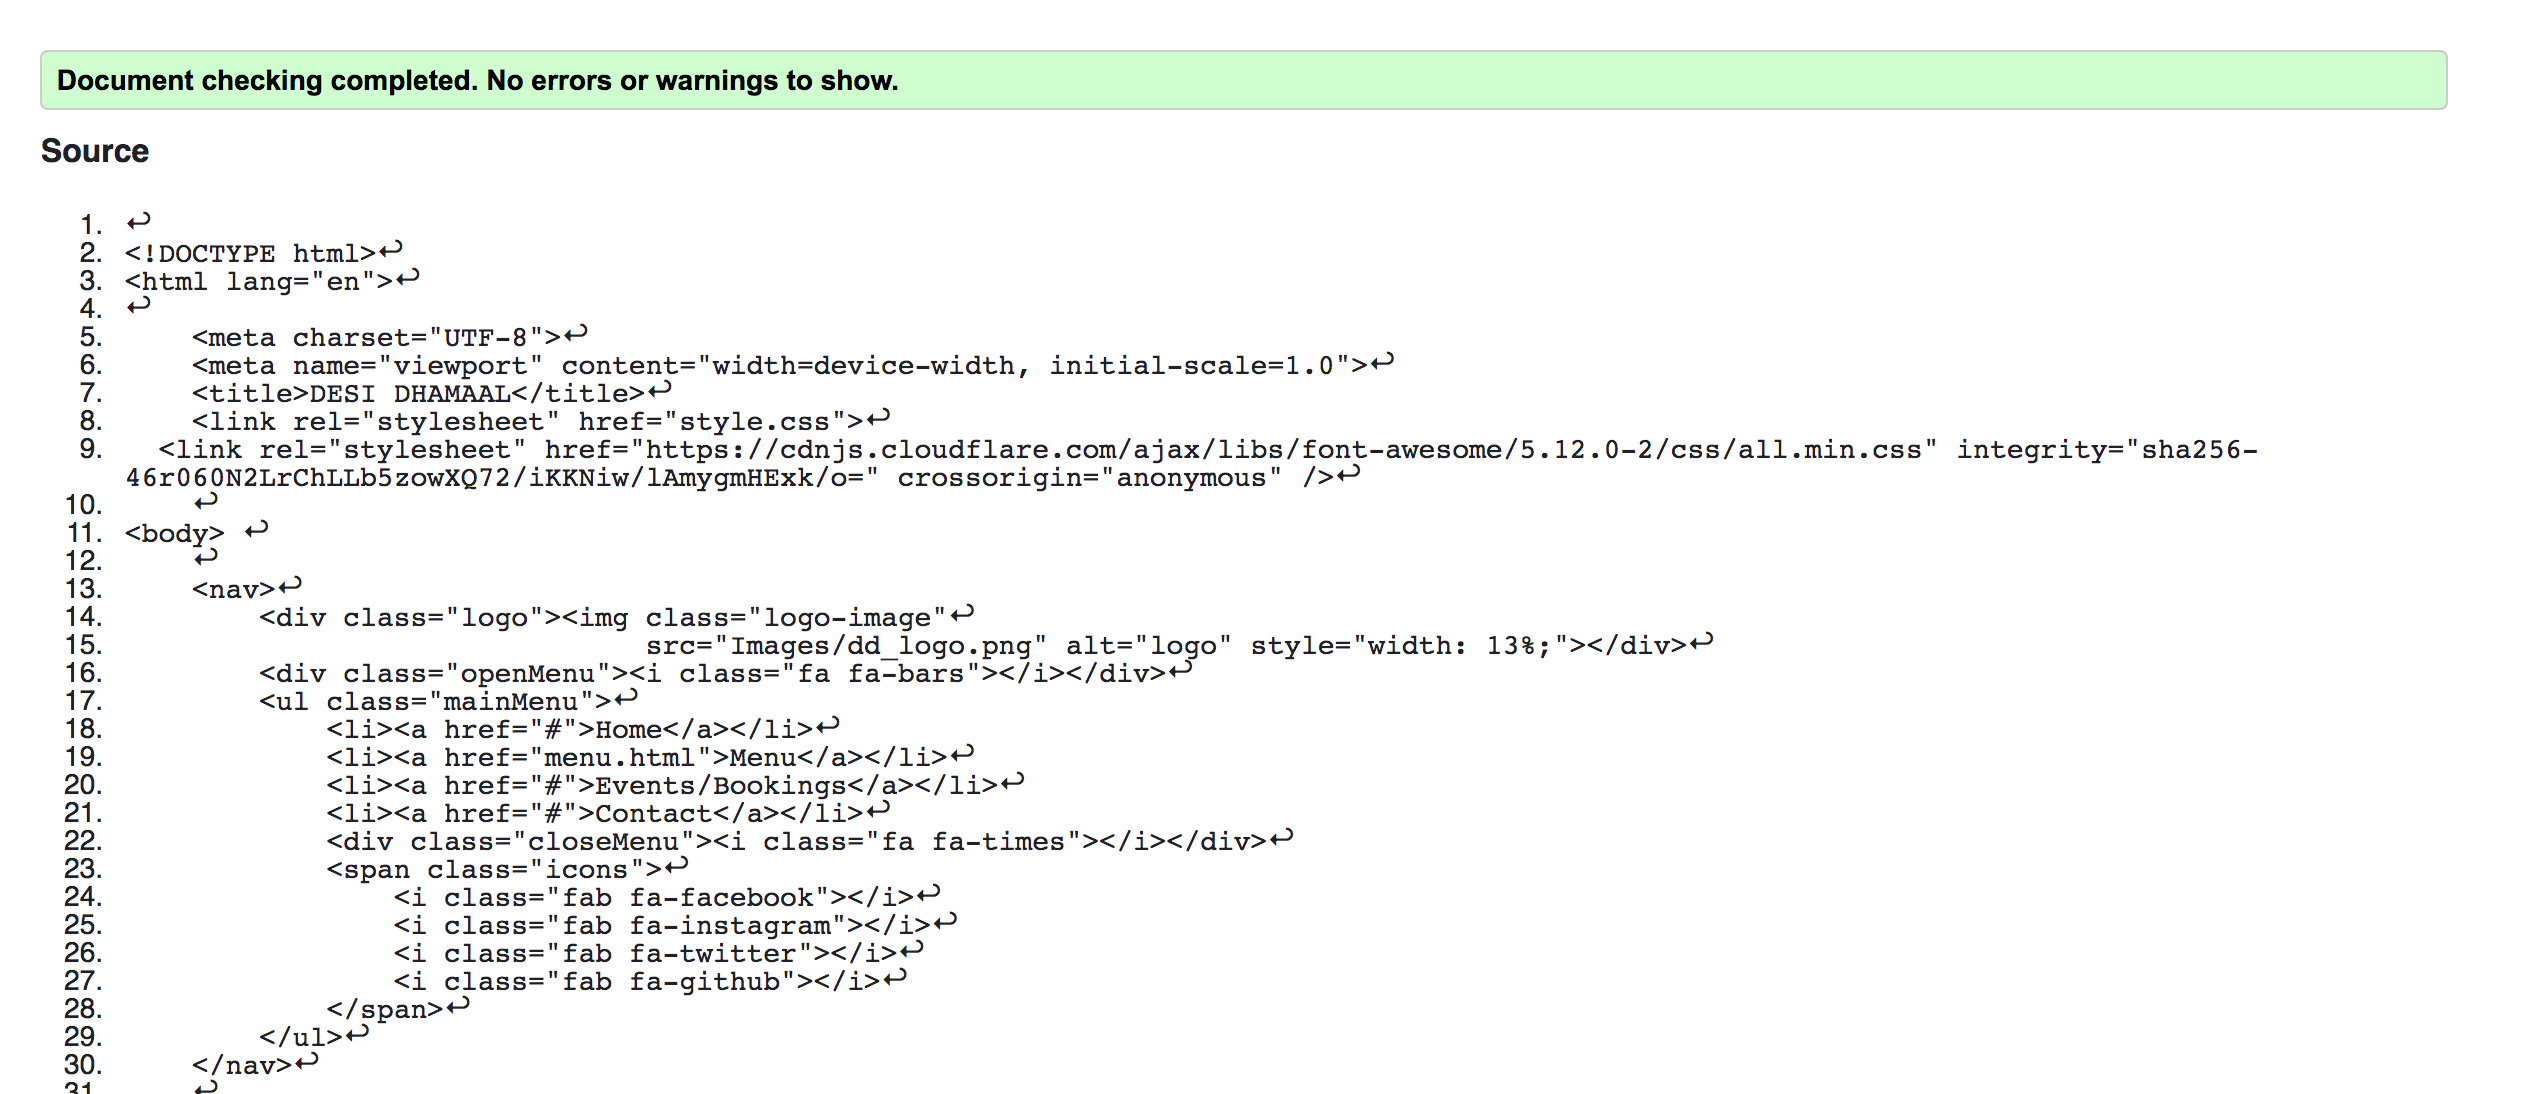 Document checking completed. No errors or warnings to show.
Source
1. ↩
2. <!DOCTYPE html>↩
3. <html lang="en">↩
4. ↩
5.     <meta charset="UTF-8">↩
6.     <meta name="viewport" content="width=device-width, initial-scale=1.0">↩
7.     <title>DESI DHAMAAL</title>↩
8.     <link rel="stylesheet" href="style.css">↩
9.   <link rel="stylesheet" href="https://cdnjs.cloudflare.com/ajax/libs/font-awesome/5.12.0-2/css/all.min.css" integrity="sha256-
46r060N2LrChLLb5zowXQ72/iKKNiw/lAmygmHExk/o=" crossorigin="anonymous" />↩
10.     ↩
11. <body> ↩
12.     ↩
13.     <nav>↩
14.         <div class="logo"><img class="logo-image"↩
15.                                src="Images/dd_logo.png" alt="logo" style="width: 13%;"></div>↩
16.         <div class="openMenu"><i class="fa fa-bars"></i></div>↩
17.         <ul class="mainMenu">↩
18.             <li><a href="#">Home</a></li>↩
19.             <li><a href="menu.html">Menu</a></li>↩
20.             <li><a href="#">Events/Bookings</a></li>↩
21.             <li><a href="#">Contact</a></li>↩
22.             <div class="closeMenu"><i class="fa fa-times"></i></div>↩
23.             <span class="icons">↩
24.                 <i class="fab fa-facebook"></i>↩
25.                 <i class="fab fa-instagram"></i>↩
26.                 <i class="fab fa-twitter"></i>↩
27.                 <i class="fab fa-github"></i>↩
28.             </span>↩
29.         </ul>↩
30.     </nav>↩
31.     ↩